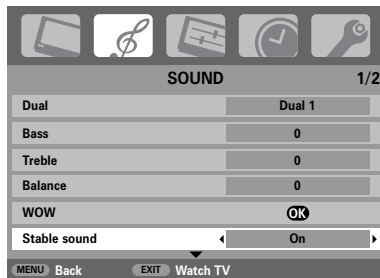 SOUND 1/2
Dual Dual 1
Bass 0
Treble 0
Balance 0
WOW OK
Stable sound On
MENU Back EXIT Watch TV